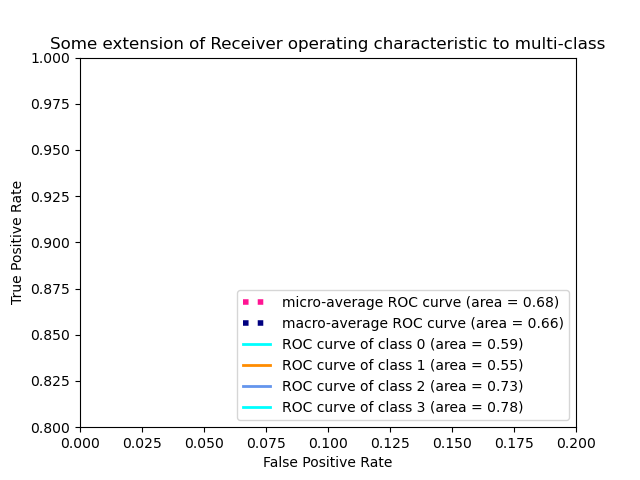 Some extension of Receiver operating characteristic to multi-class
1.000
0.975
0.950
0.925
0.900
0.875
0.850
0.825
0.800
True Positive Rate
micro-average ROC curve (area = 0.68)
macro-average ROC curve (area = 0.66)
ROC curve of class 0 (area = 0.59)
ROC curve of class 1 (area = 0.55)
ROC curve of class 2 (area = 0.73)
ROC curve of class 3 (area = 0.78)
0.000 0.025 0.050 0.075 0.100 0.125 0.150 0.175 0.200
False Positive Rate